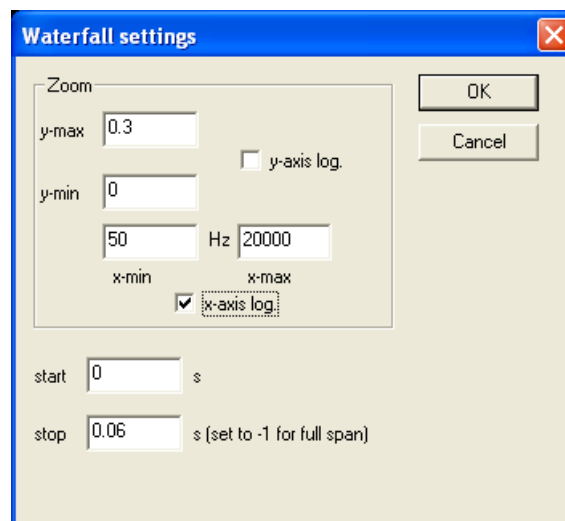 Waterfall settings
Zoom
OK
y-max 0.3
Cancel
y-axis log.
y-min 0
50 Hz 20000
x-min x-max
x-axis log.
start 0 s
stop 0.06 s (set to -1 for full span)